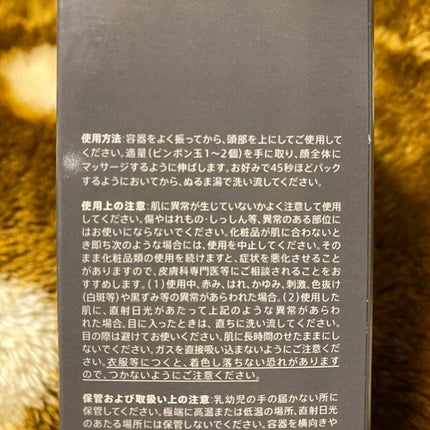 使用方法:容器をよく振ってから、頭部を上にしてご使用して
ください。適量(ピンポン玉1～2個)を手に取り、顔全体に
マッサージするように伸ばします。お好みで45秒ほどパック
するようにおいてから、ぬるま湯で洗い流してください。
使用上の注意:肌に異常が生じていないかよく注意して使用
してください。傷やはれもの・しっしん等、異常のある部位に
はお使いにならないでください。化粧品が肌に合わないと
き即ち次のような場合には、使用を中止してください。その
まま化粧品類の使用を続けますと、症状を悪化させること
がありますので、皮膚科専門医等にご相談されることをお
すすめします。(1)使用中、赤み、はれ、かゆみ、刺激、色抜け
(白斑等)や黒ずみ等の異常があらわれた場合。(2)使用した
肌に、直射日光があたって上記のような異常があらわ
れた場合。目に入ったときは、直ちに洗い流してください。
目の際は避けてお使いください。肌に長時間のせたままにし
ないでください。ガスを直接吸い込まないようにご注意ください。
衣服等につくと、着色し落ちない恐れがあります
ので、つかないようにご注意ください。
保管および取扱い上の注意:乳幼児の手の届かない所に
保管してください。極端に高温または低温の場所、直射日光
のあたる場所には保管しないでください。容器を横向きや